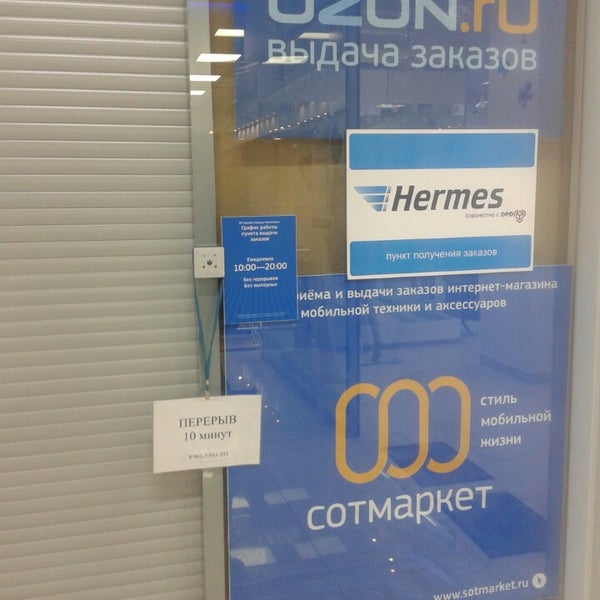 OZON.ru
выдача заказов
Hermes
совместно с DPD
пункт получения заказов
График работы
пункта выдачи
заказов
Ежедневно
10:00—20:00
Без перерывов
Без выходных
приёма и выдачи заказов интернет-магазина
мобильной техники и аксессуаров
ПЕРЕРЫВ
10 минут
стиль
мобильной
жизни
сотмаркет
www.sotmarket.ru